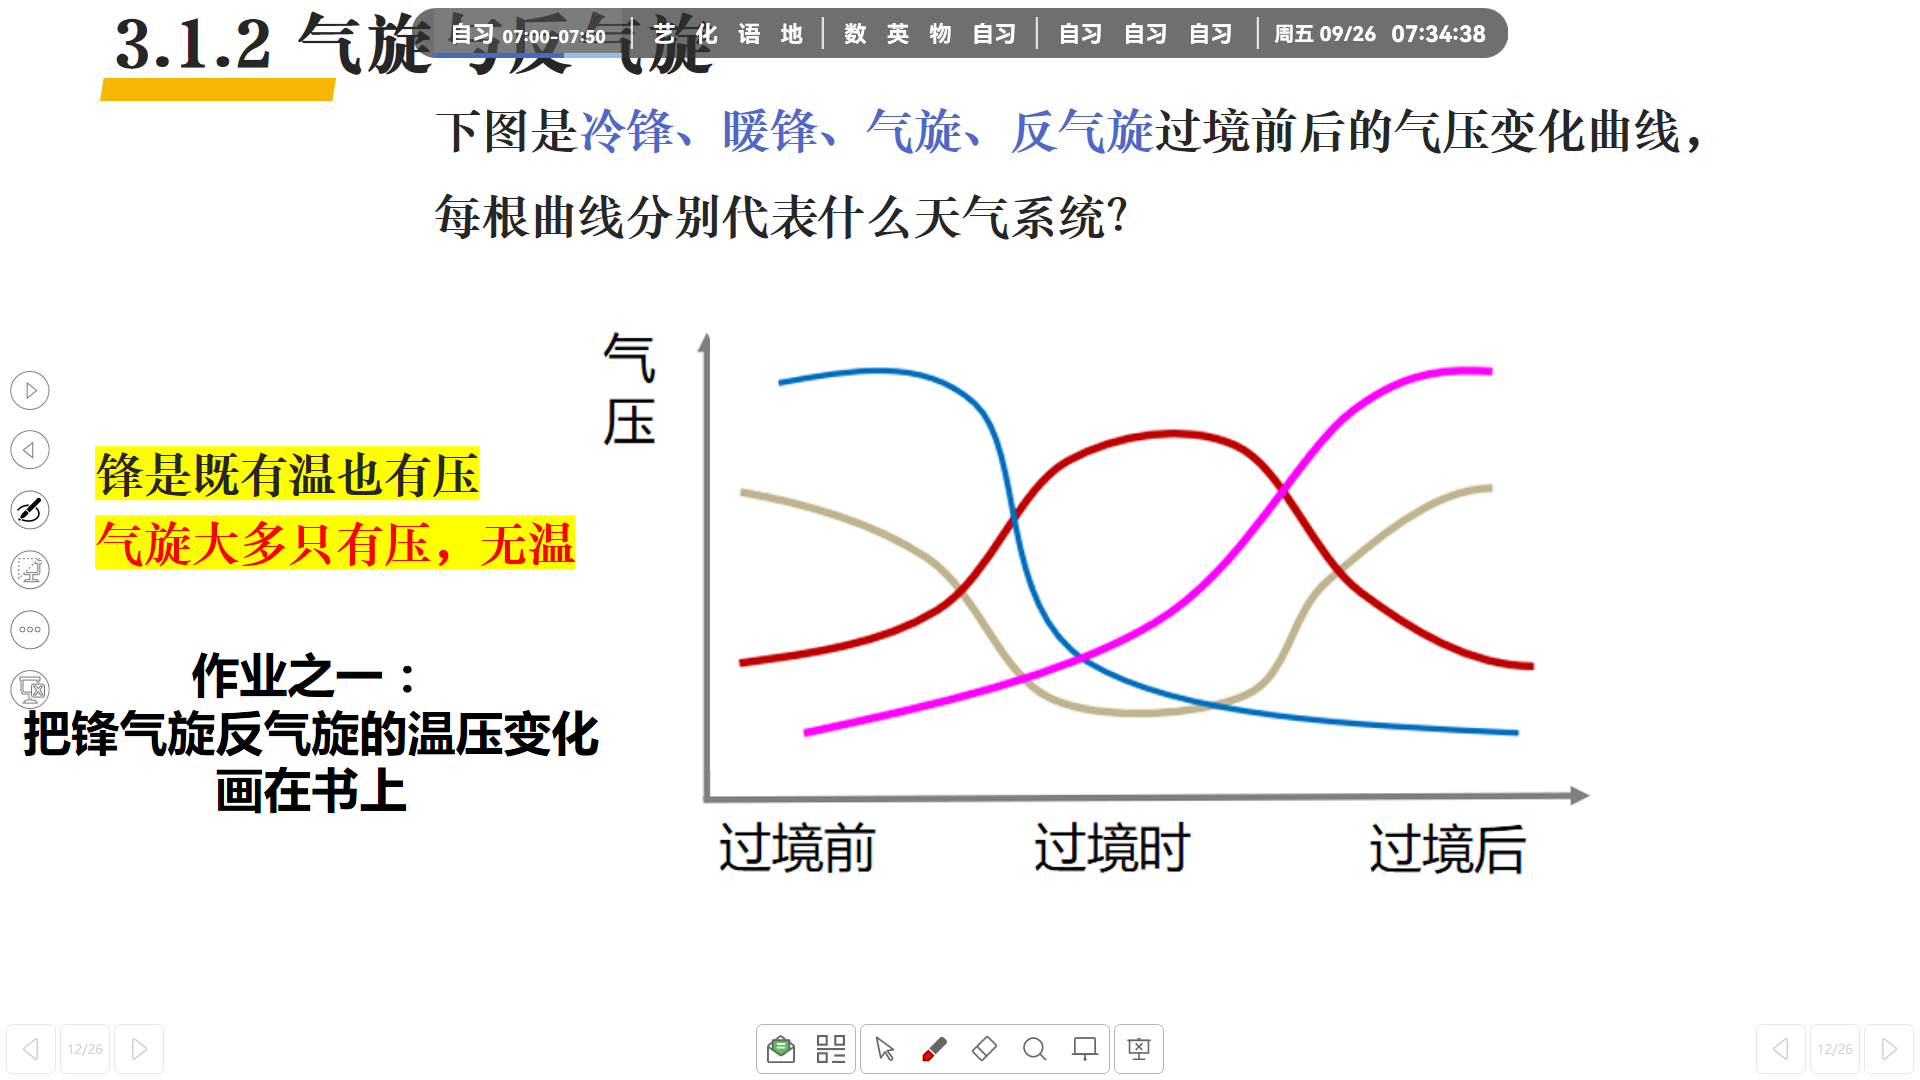 3.1.2 气旋与反气旋
自习 07:00-07:50 艺 化 语 地 数 英 物 自习 自习 自习 自习 周五 09/26 07:34:38
下图是冷锋、暖锋、气旋、反气旋过境前后的气压变化曲线，
每根曲线分别代表什么天气系统？
气
压
锋是既有温也有压
气旋大多只有压，无温
作业之一：
把锋气旋反气旋的温压变化
画在书上
过境前 过境时 过境后
12/26 12/26